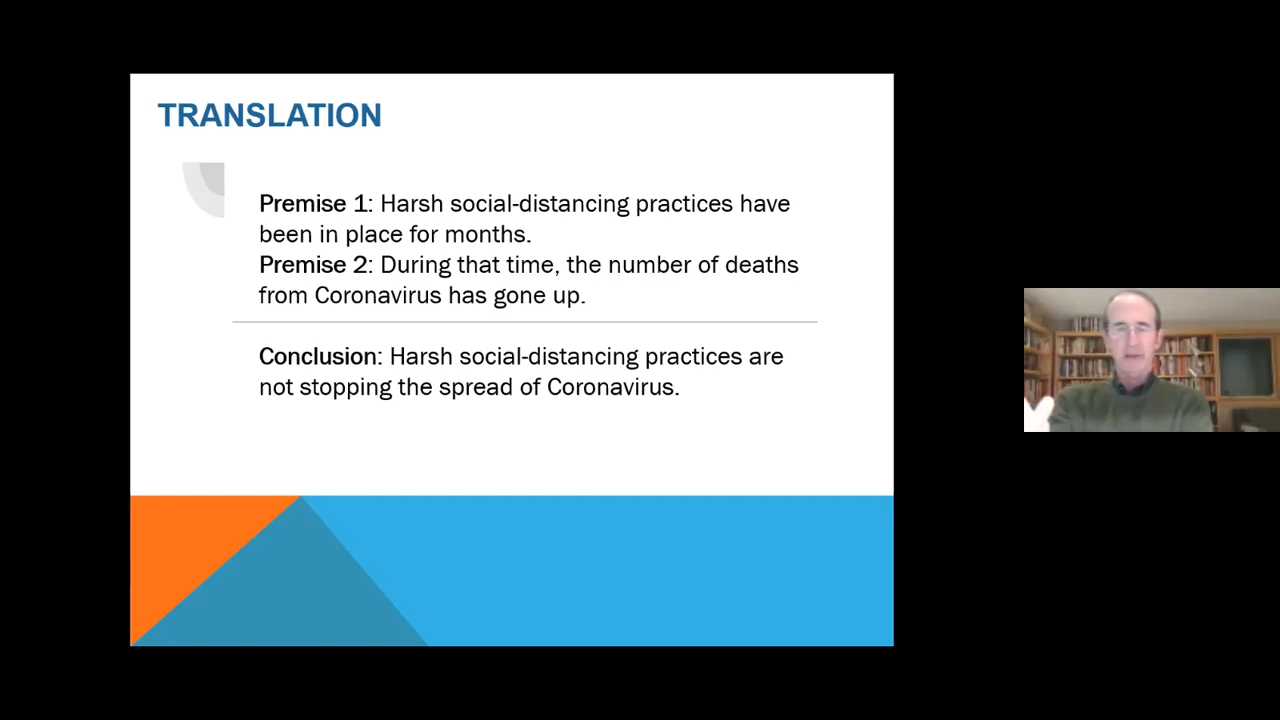 TRANSLATION
Premise 1: Harsh social-distancing practices have
been in place for months.
Premise 2: During that time, the number of deaths
from Coronavirus has gone up.
Conclusion: Harsh social-distancing practices are
not stopping the spread of Coronavirus.